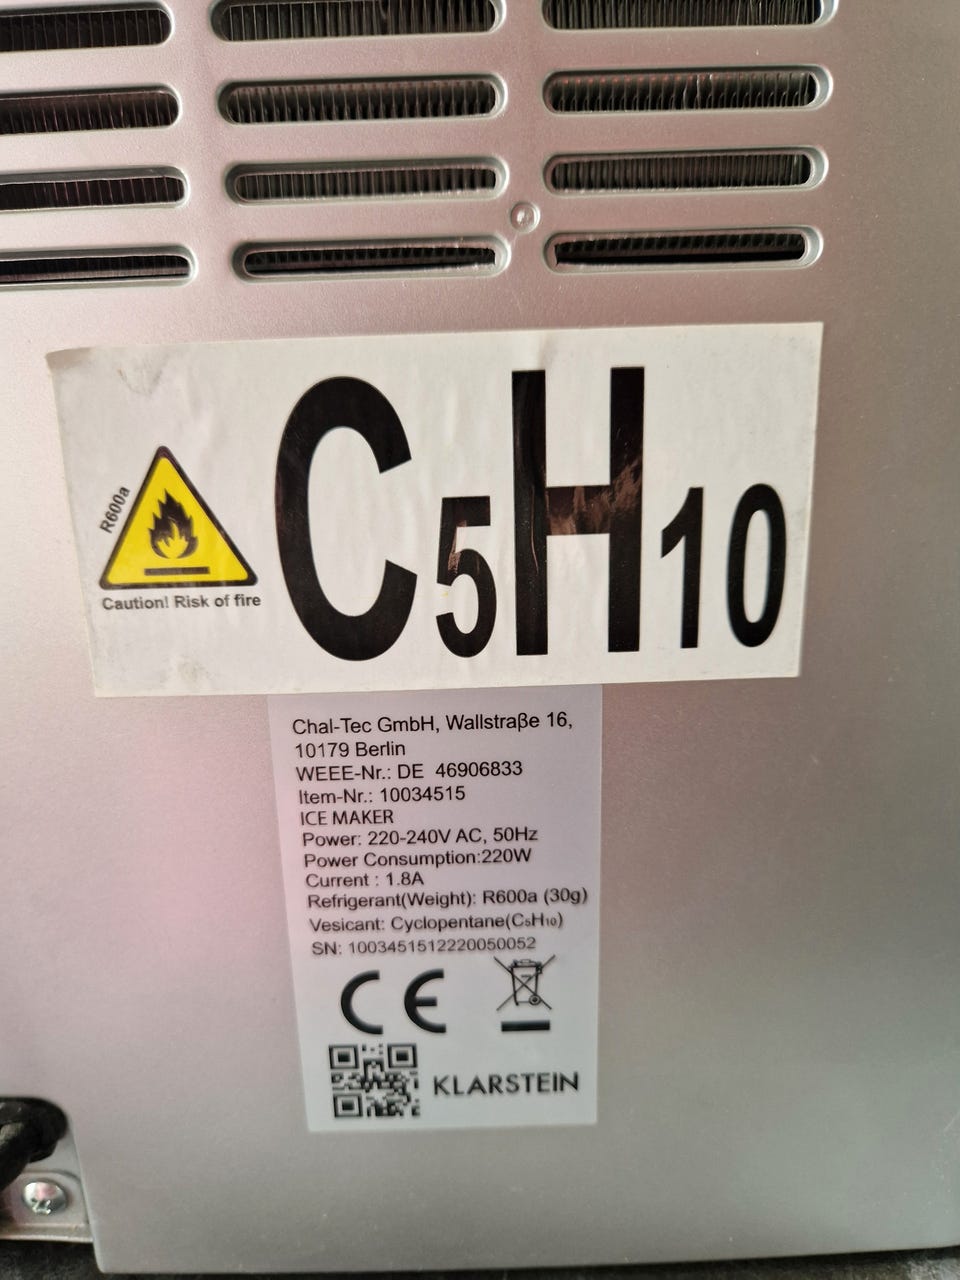 R600a
Caution! Risk of fire
C5H10
Chal-Tec GmbH, Wallstraße 16,
10179 Berlin
WEEE-Nr.: DE 46906833
Item-Nr.: 10034515
ICE MAKER
Power: 220-240V AC, 50Hz
Power Consumption:220W
Current : 1.8A
Refrigerant(Weight): R600a (30g)
Vesicant: Cyclopentane(C5H10)
SN: 1003451512220050052
CE
KLARSTEIN